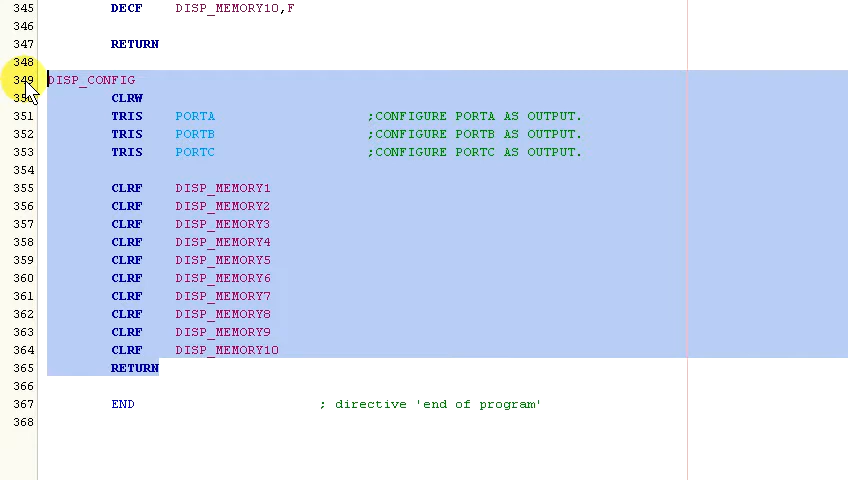 345 DECF DISP_MEMORY10,F
346
347 RETURN
348
349 DISP_CONFIG
350 CLRW
351 TRIS PORTA ;CONFIGURE PORTA AS OUTPUT.
352 TRIS PORTB ;CONFIGURE PORTB AS OUTPUT.
353 TRIS PORTC ;CONFIGURE PORTC AS OUTPUT.
354
355 CLRF DISP_MEMORY1
356 CLRF DISP_MEMORY2
357 CLRF DISP_MEMORY3
358 CLRF DISP_MEMORY4
359 CLRF DISP_MEMORY5
360 CLRF DISP_MEMORY6
361 CLRF DISP_MEMORY7
362 CLRF DISP_MEMORY8
363 CLRF DISP_MEMORY9
364 CLRF DISP_MEMORY10
365 RETURN
366
367 END ; directive 'end of program'
368